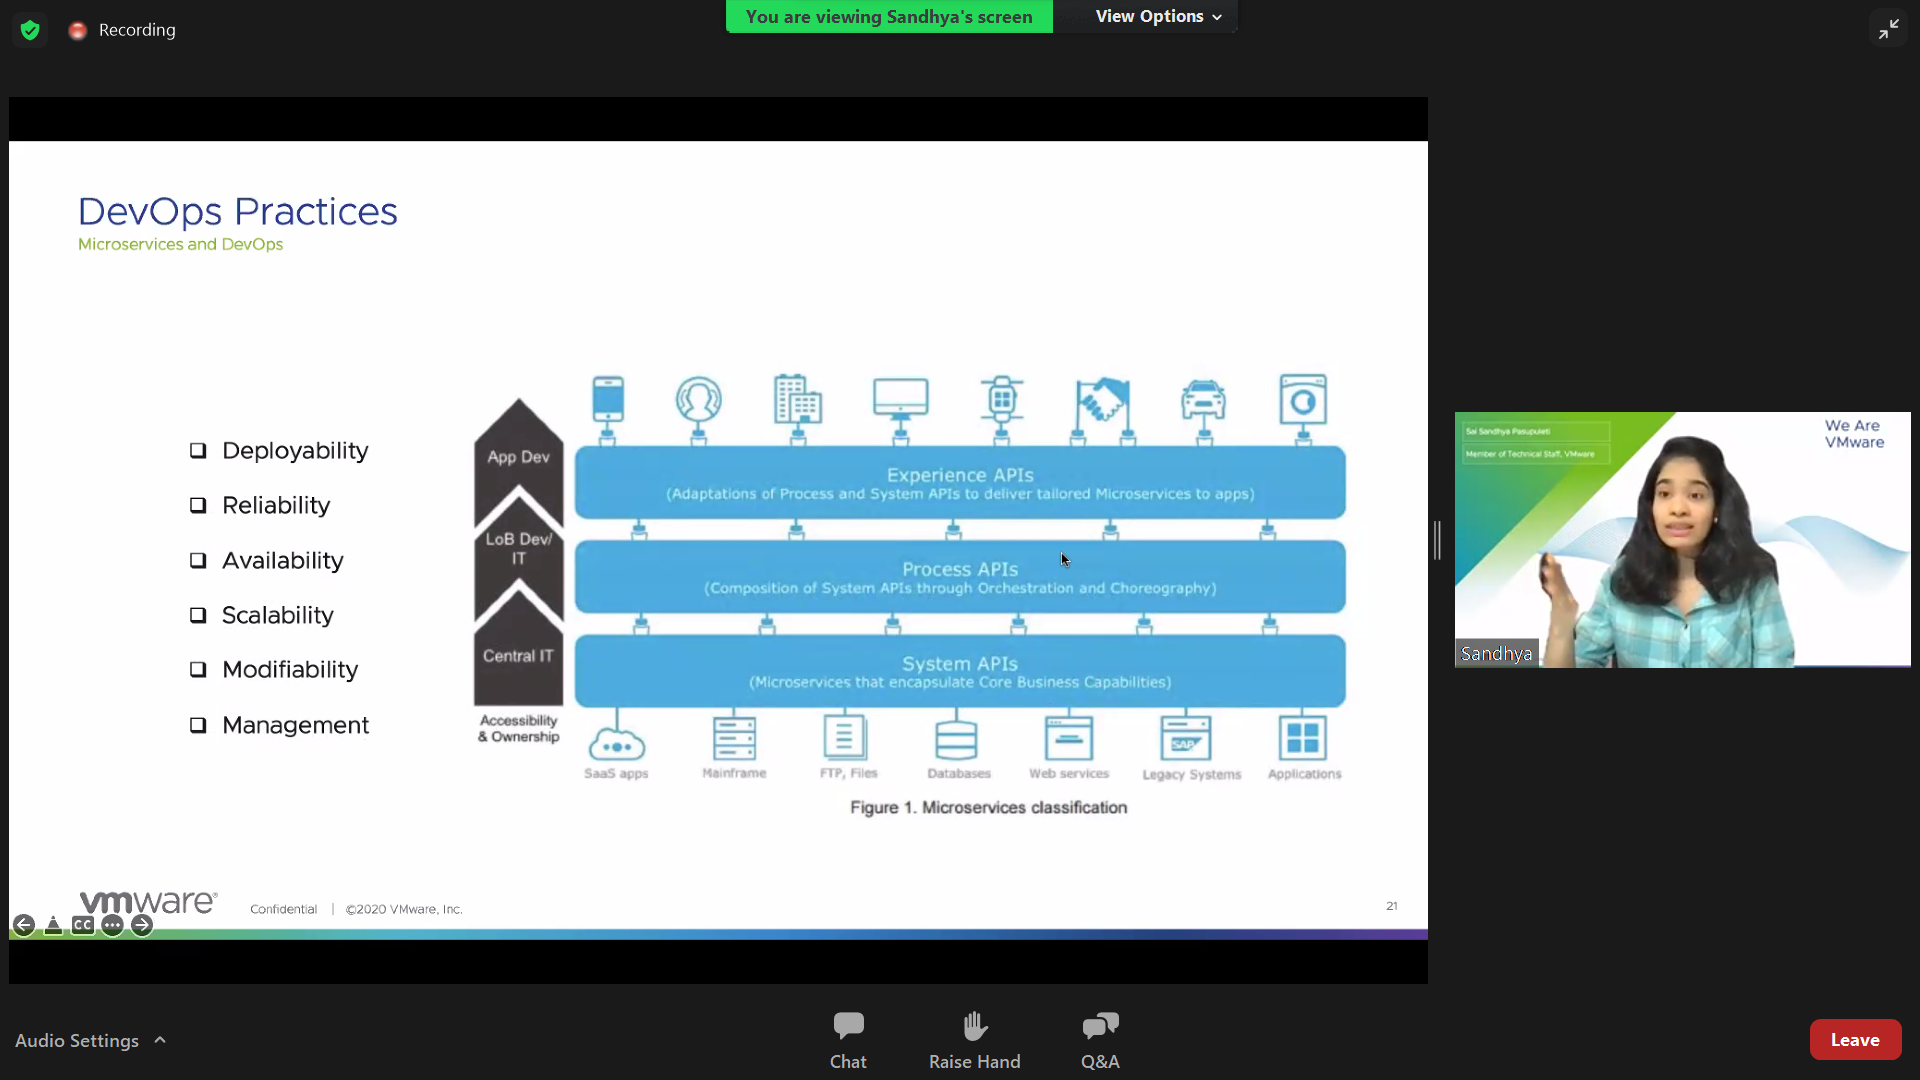 Recording
You are viewing Sandhya's screen
View Options
DevOps Practices
Microservices and DevOps
Deployability
Reliability
Availability
Scalability
Modifiability
Management
App Dev
LoB Dev/
IT
Central IT
Accessibility
& Ownership
Experience APIs
(Adaptations of Process and System APIs to deliver tailored Microservices to apps)
Process APIs
(Composition of System APIs through Orchestration and Choreography)
System APIs
(Microservices that encapsulate Core Business Capabilities)
SAP
SaaS apps
Mainframe
FTP, Files
Databases
Web services
Legacy Systems
Applications
Figure 1. Microservices classification
vmware®
Confidential | ©2020 VMware, Inc.
21
CC
Sai Sandhya Pasupuleti
Member of Technical Staff, VMware
We Are
VMware
Sandhya
Audio Settings
Chat
Raise Hand
Q&A
Leave